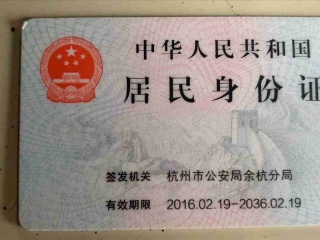 中华人民共和国
居民身份证
签发机关 杭州市公安局余杭分局
有效期限 2016.02.19-2036.02.19